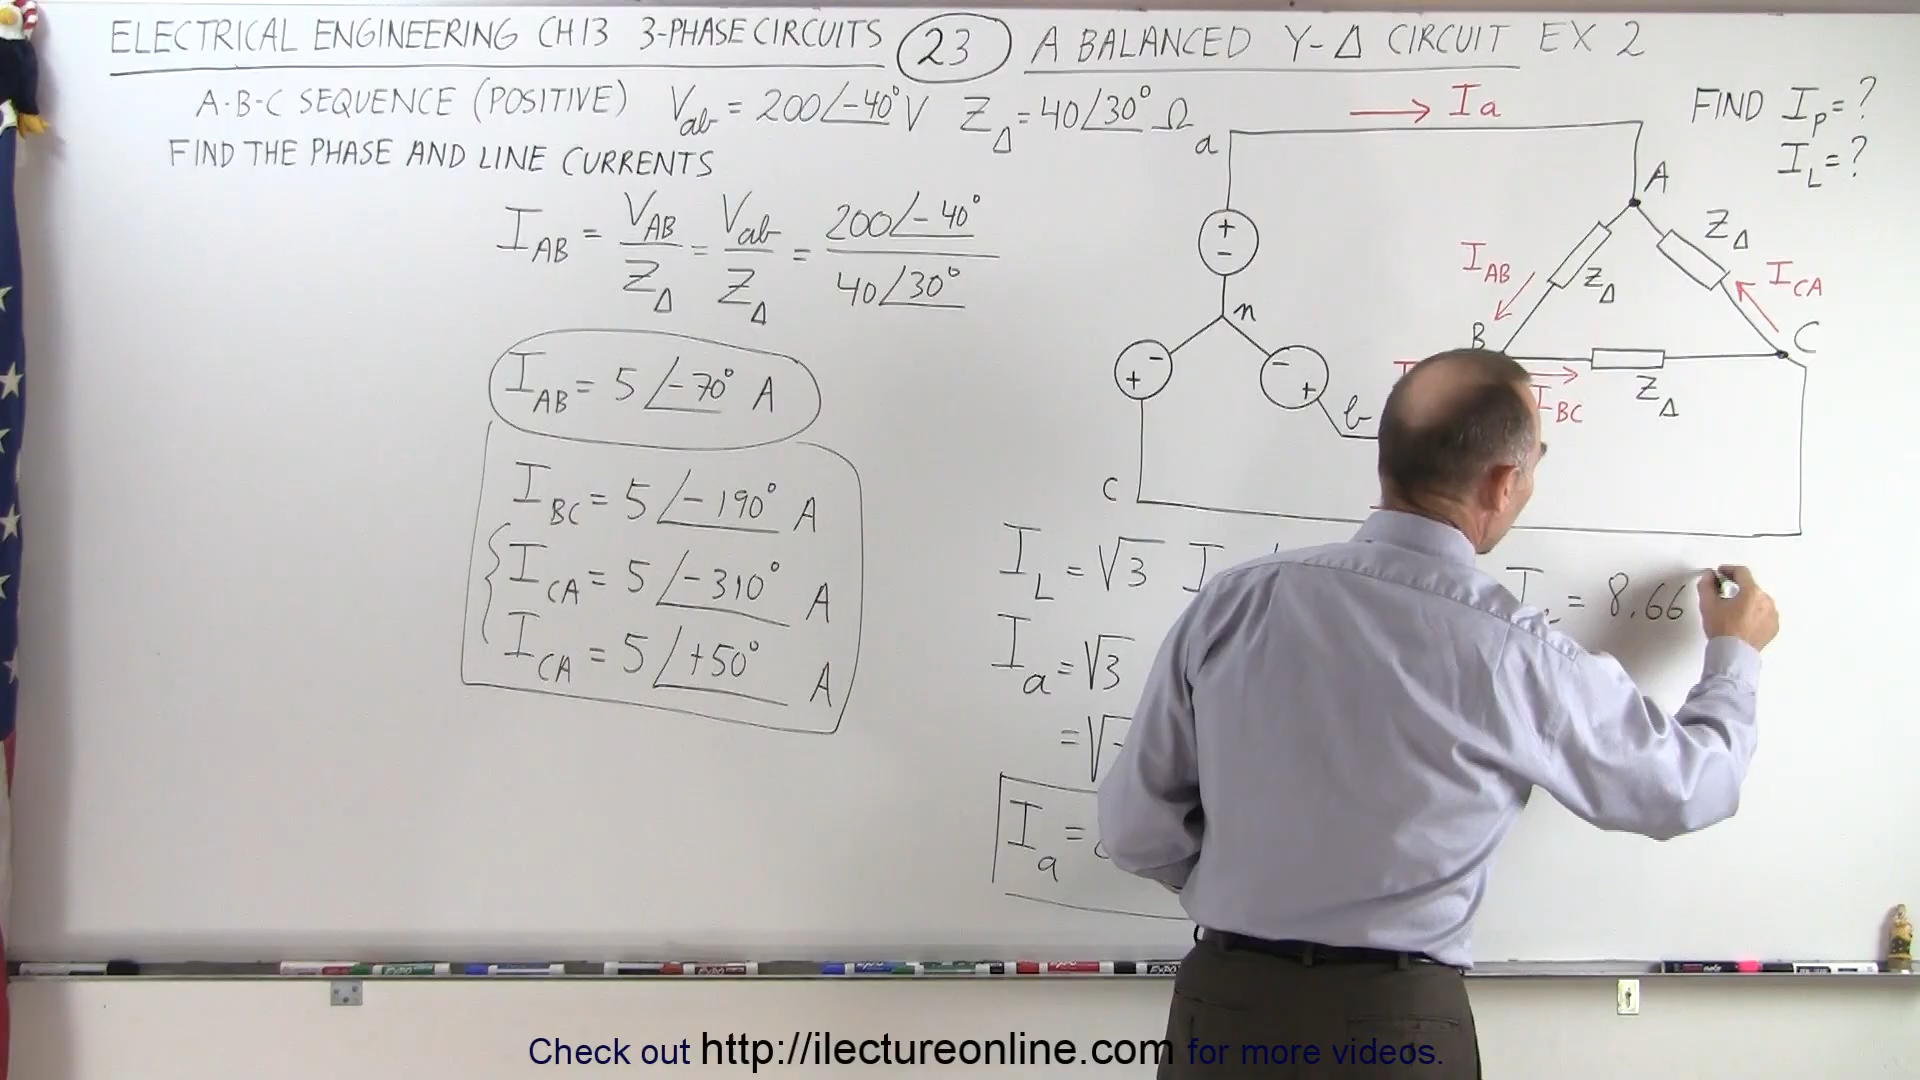 ELECTRICAL ENGINEERING CH 13 3-PHASE CIRCUITS 23 A BALANCED Y-Δ CIRCUIT EX 2
A-B-C SEQUENCE (POSITIVE) Vab = 200∠-40° V ZΔ = 40∠30° Ω
FIND THE PHASE AND LINE CURRENTS
FIND IP = ?
IL = ?
IAB = VAB/ZΔ = Vab/ZΔ = 200∠-40° / 40∠30°
IAB = 5∠-70° A
IBC = 5∠-190° A
ICA = 5∠-310° A
ICA = 5∠+50° A
Ia
a
A
+
-
n
IAB
ZΔ
ZΔ
ICA
B
C
-
+
-
+
b
IBC
ZΔ
C
IL = √3 I
Ia = √3
= √
Ia =
= 8.66
EXPO
Check out http://ilectureonline.com for more videos.